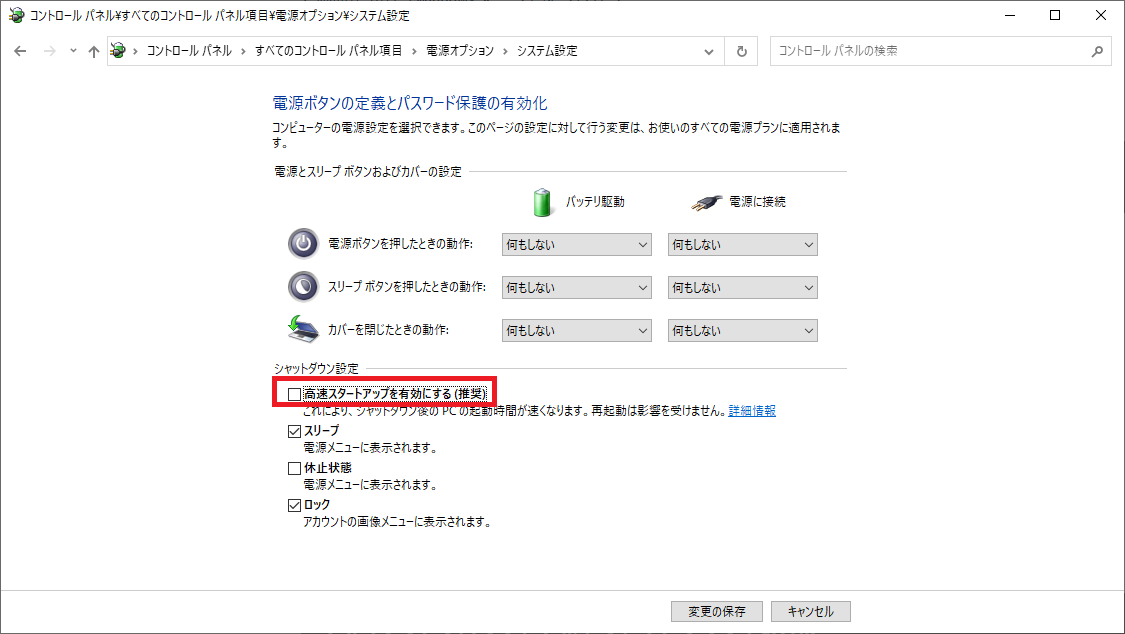 コントロール パネル¥すべてのコントロール パネル項目¥電源オプション¥システム設定
コントロール パネル › すべてのコントロール パネル項目 › 電源オプション › システム設定
コントロール パネルの検索
電源ボタンの定義とパスワード保護の有効化
コンピューターの電源設定を選択できます。このページの設定に対して行う変更は、お使いのすべての電源プランに適用されま
す。
電源とスリープ ボタンおよびカバーの設定
バッテリ駆動 電源に接続
電源ボタンを押したときの動作: 何もしない 何もしない
スリープ ボタンを押したときの動作: 何もしない 何もしない
カバーを閉じたときの動作: 何もしない 何もしない
シャットダウン設定
高速スタートアップを有効にする (推奨)
これにより、シャットダウン後の PC の起動時間が速くなります。再起動は影響を受けません。詳細情報
スリープ
電源メニューに表示されます。
休止状態
電源メニューに表示されます。
ロック
アカウントの画像メニューに表示されます。
変更の保存 キャンセル